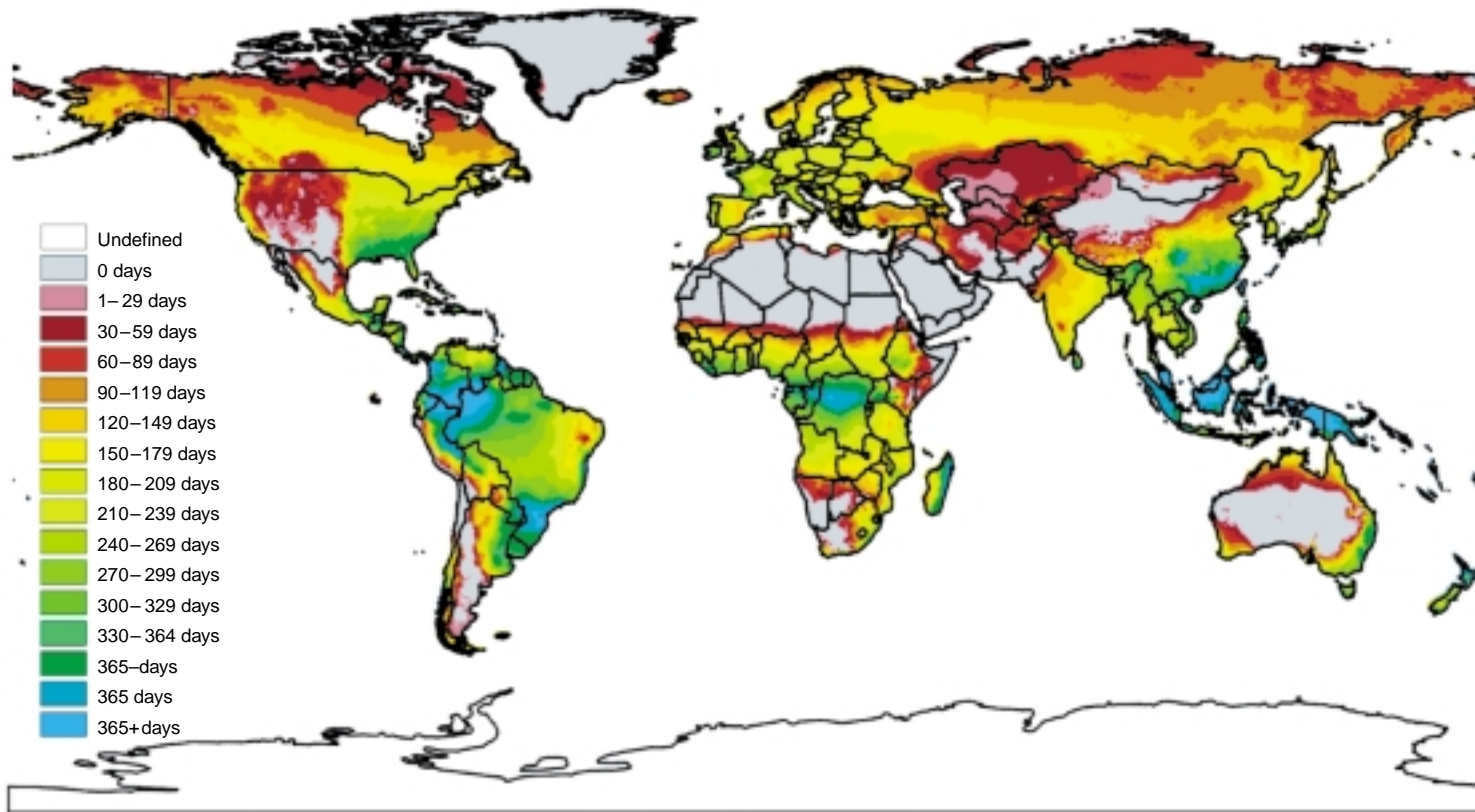 Undefined
0 days
1–29 days
30–59 days
60–89 days
90–119 days
120–149 days
150–179 days
180–209 days
210–239 days
240–269 days
270–299 days
300–329 days
330–364 days
365–days
365 days
365+days